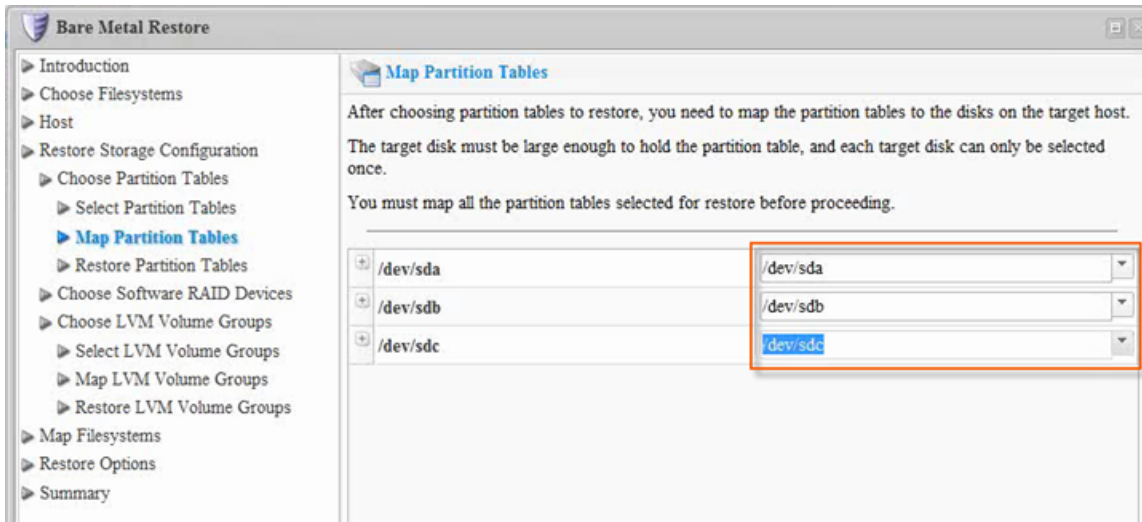 Bare Metal Restore
Introduction
Choose Filesystems
Host
Restore Storage Configuration
Choose Partition Tables
Select Partition Tables
Map Partition Tables
Restore Partition Tables
Choose Software RAID Devices
Choose LVM Volume Groups
Select LVM Volume Groups
Map LVM Volume Groups
Restore LVM Volume Groups
Map Filesystems
Restore Options
Summary
Map Partition Tables
After choosing partition tables to restore, you need to map the partition tables to the disks on the target host.
The target disk must be large enough to hold the partition table, and each target disk can only be selected
once.
You must map all the partition tables selected for restore before proceeding.
/dev/sda /dev/sda
/dev/sdb /dev/sdb
/dev/sdc /dev/sdc